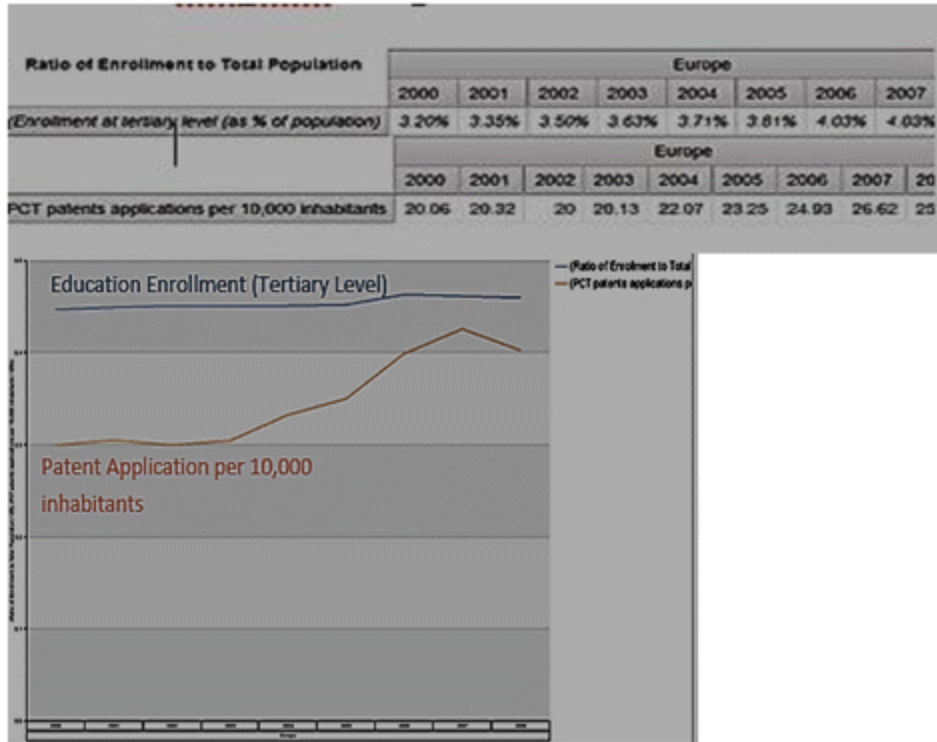 Ratio of Enrollment to Total Population
Europe
2000 2001 2002 2003 2004 2005 2006 2007
(Enrollment at tertiary level (as % of population) 3.20% 3.35% 3.50% 3.63% 3.71% 3.81% 4.03% 4.03%
Europe
2000 2001 2002 2003 2004 2005 2006 2007 20
PCT patents applications per 10,000 inhabitants 20.06 20.32 20 20.13 22.07 23.25 24.93 26.62 25
Education Enrollment (Tertiary Level)
(Ratio of Enrollment to Total
(PCT patents applications p
Patent Application per 10,000
inhabitants